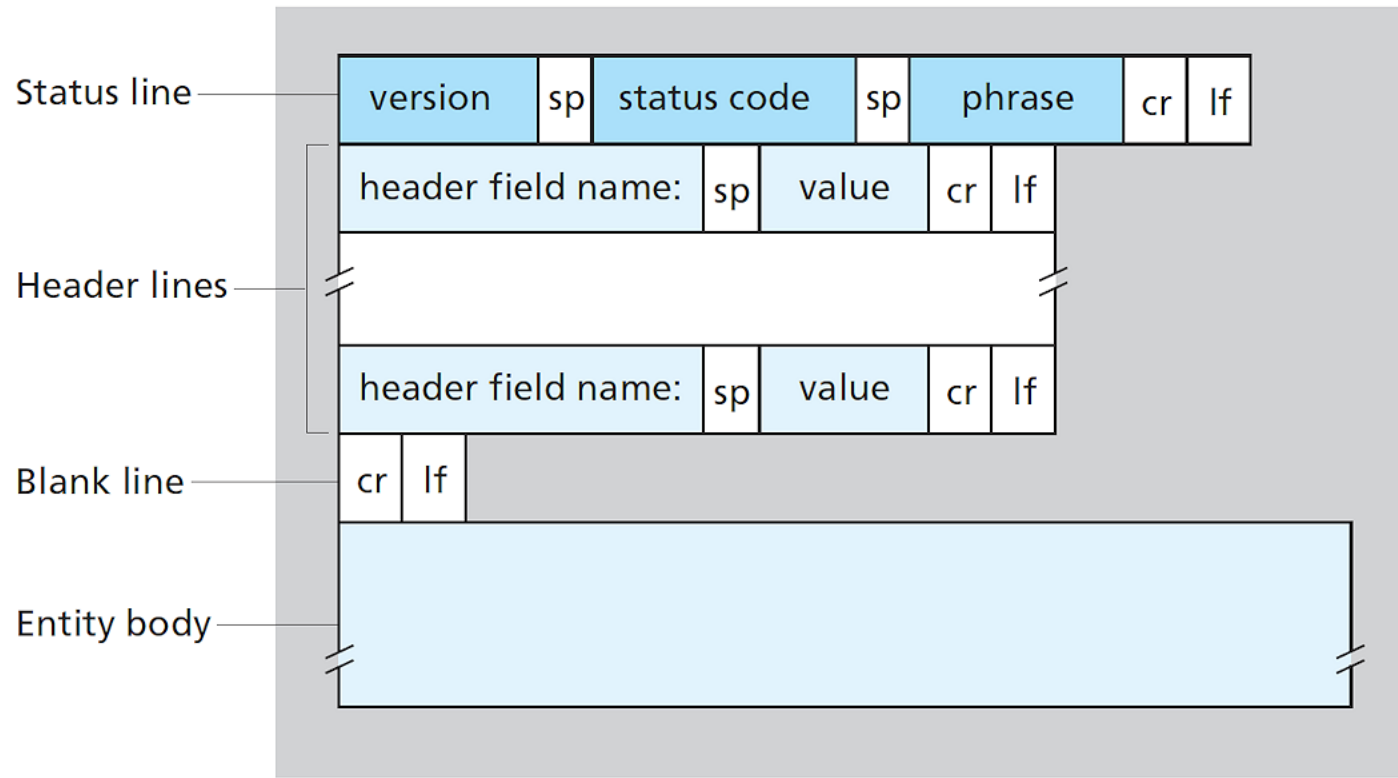 Status line version sp status code sp phrase cr lf
header field name: sp value cr lf
Header lines
header field name: sp value cr lf
Blank line cr lf
Entity body